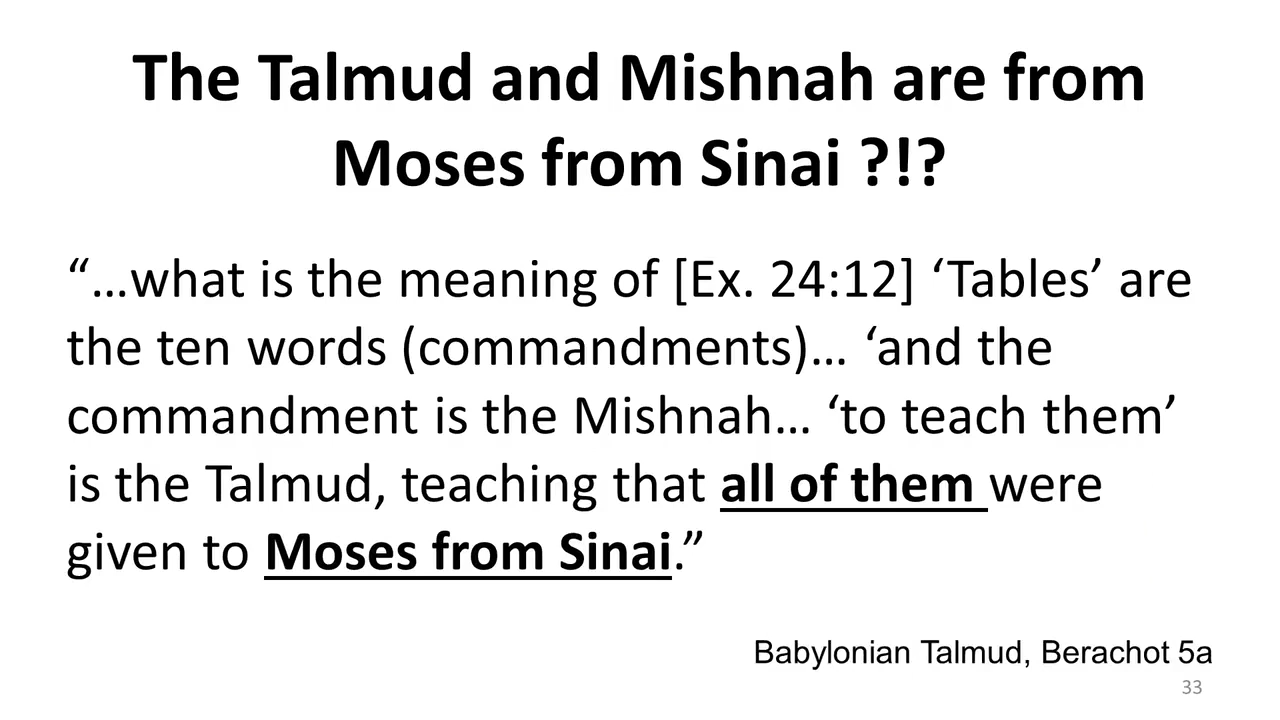 The Talmud and Mishnah are from
Moses from Sinai ?!?
“…what is the meaning of [Ex. 24:12] ‘Tables’ are
the ten words (commandments)… ‘and the
commandment is the Mishnah… ‘to teach them’
is the Talmud, teaching that all of them were
given to Moses from Sinai.”
Babylonian Talmud, Berachot 5a
33